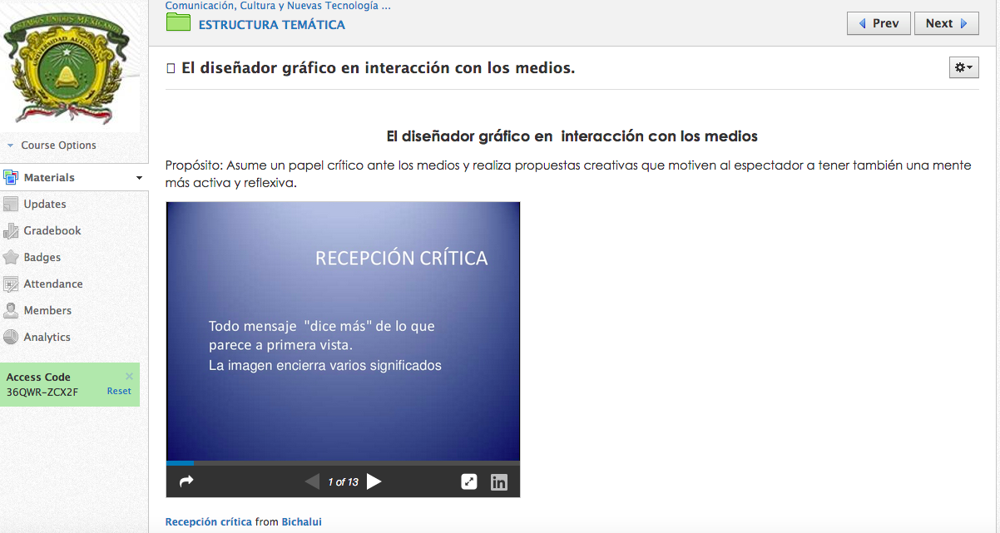 Comunicación, Cultura y Nuevas Tecnología ...
ESTRUCTURA TEMÁTICA
Prev
Next
El diseñador gráfico en interacción con los medios.
ESTADOS UNIDOS MEXICANOS
UNIVERSIDAD AUTONOMA
Course Options
Materials
Updates
Gradebook
Badges
Attendance
Members
Analytics
Access Code
36QWR-ZCX2F Reset
El diseñador gráfico en interacción con los medios
Propósito: Asume un papel crítico ante los medios y realiza propuestas creativas que motiven al espectador a tener también una mente
más activa y reflexiva.
RECEPCIÓN CRÍTICA
Todo mensaje "dice más" de lo que
parece a primera vista.
La imagen encierra varios significados
1 of 13
in
Recepción crítica from Bichalui